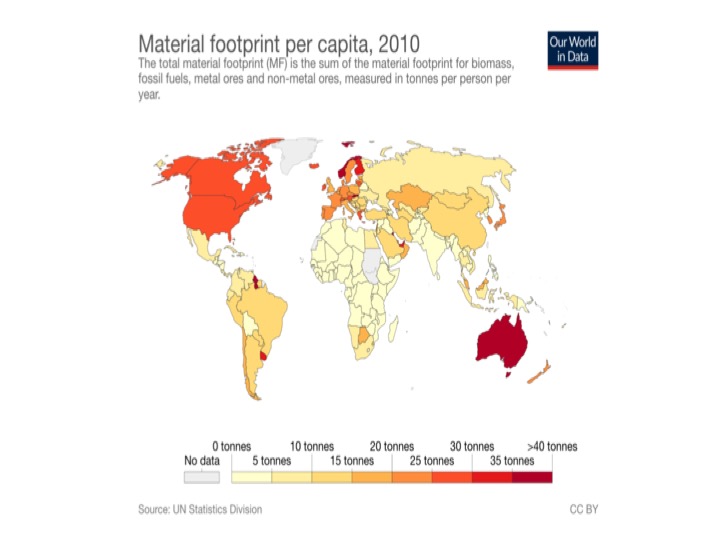 Material footprint per capita, 2010
Our World
in Data
The total material footprint (MF) is the sum of the material footprint for biomass,
fossil fuels, metal ores and non-metal ores, measured in tonnes per person per
year.
0 tonnes 10 tonnes 20 tonnes 30 tonnes >40 tonnes
No data 5 tonnes 15 tonnes 25 tonnes 35 tonnes
Source: UN Statistics Division CC BY